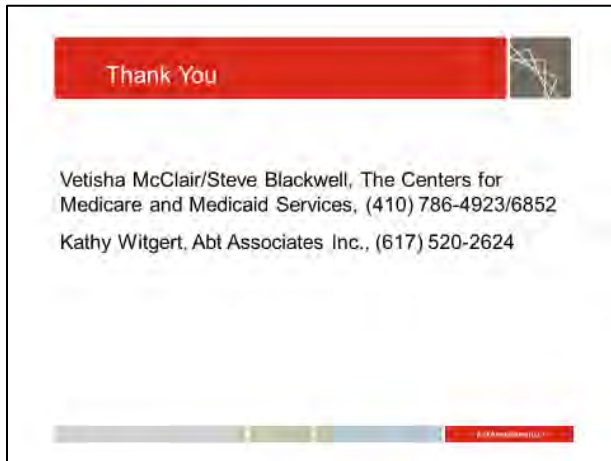 Thank You
Vetisha McClair/Steve Blackwell, The Centers for
Medicare and Medicaid Services, (410) 786-4923/6852
Kathy Witgert, Abt Associates Inc., (617) 520-2624